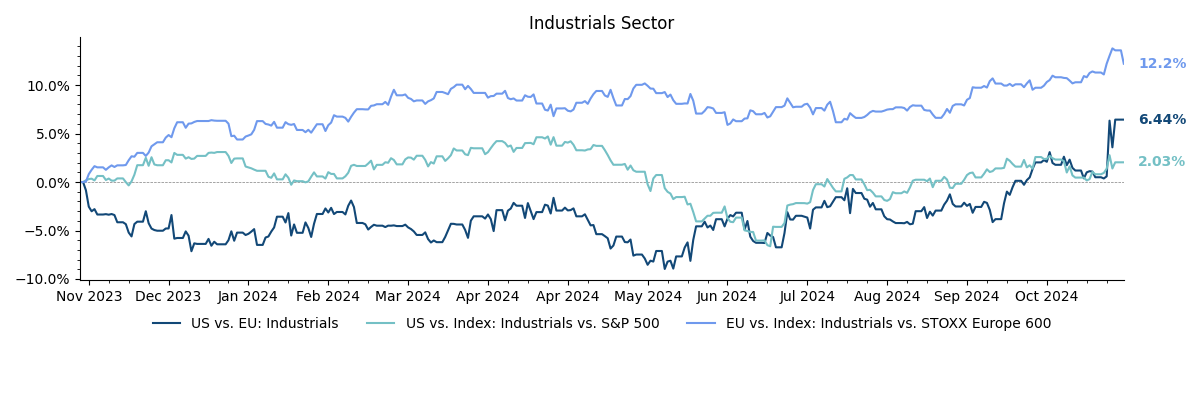 Industrials Sector
10.0%
5.0%
0.0%
−5.0%
−10.0%
12.2%
6.44%
2.03%
Nov 2023 Dec 2023 Jan 2024 Feb 2024 Mar 2024 Apr 2024 Apr 2024 May 2024 Jun 2024 Jul 2024 Aug 2024 Sep 2024 Oct 2024
US vs. EU: Industrials US vs. Index: Industrials vs. S&P 500 EU vs. Index: Industrials vs. STOXX Europe 600